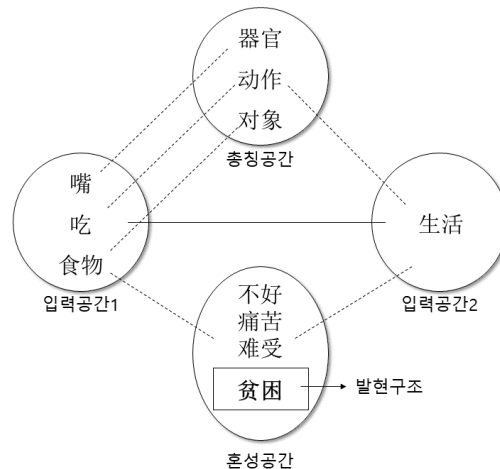 器官
动作
对象
총칭공간
嘴
吃
食物
입력공간1
生活
입력공간2
不好
痛苦
难受
贫困
발현구조
혼성공간